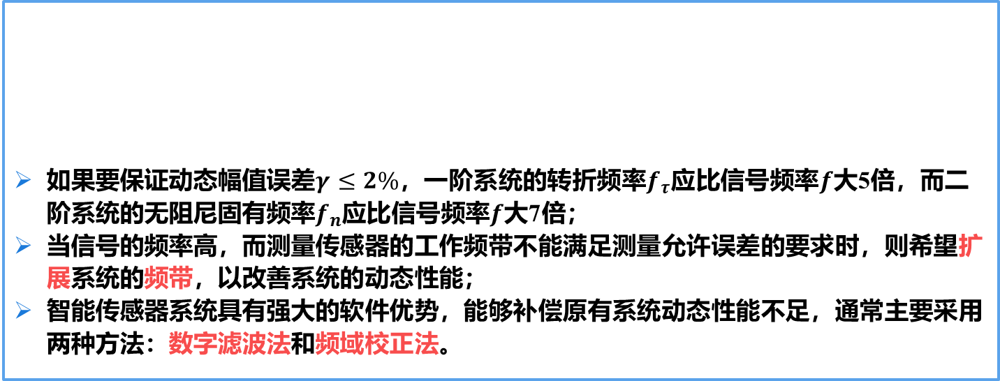 ➢ 如果要保证动态幅值误差γ ≤ 2%，一阶系统的转折频率fτ应比信号频率f大5倍，而二
阶系统的无阻尼固有频率fn应比信号频率f大7倍；
➢ 当信号的频率高，而测量传感器的工作频带不能满足测量允许误差的要求时，则希望扩
展系统的频带，以改善系统的动态性能；
➢ 智能传感器系统具有强大的软件优势，能够补偿原有系统动态性能不足，通常主要采用
两种方法：数字滤波法和频域校正法。